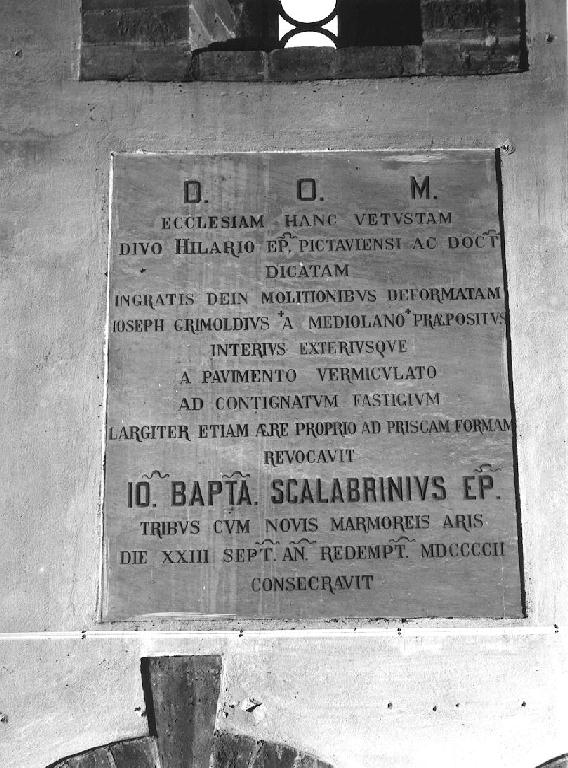 D. O. M.
ECCLESIAM HANC VETVSTAM
DIVO HILARIO EP. PICTAVIENSI AC DOCT
DICATAM
INGRATIS DEIN MOLITIONIBVS DEFORMATAM
IOSEPH GRIMOLDIVS A MEDIOLANO PRÆPOSITVS
INTERIVS EXTERIVSQVE
A PAVIMENTO VERMICVLATO
AD CONTIGNATVM FASTIGIVM
LARGITER ETIAM ÆRE PROPRIO AD PRISCAM FORMAM
REVOCAVIT
IO. BAPTA. SCALABRINIVS EP.
TRIBVS CVM NOVIS MARMOREIS ARIS
DIE XXIII SEPT. AN. REDEMPT. MDCCCCII
CONSECRAVIT